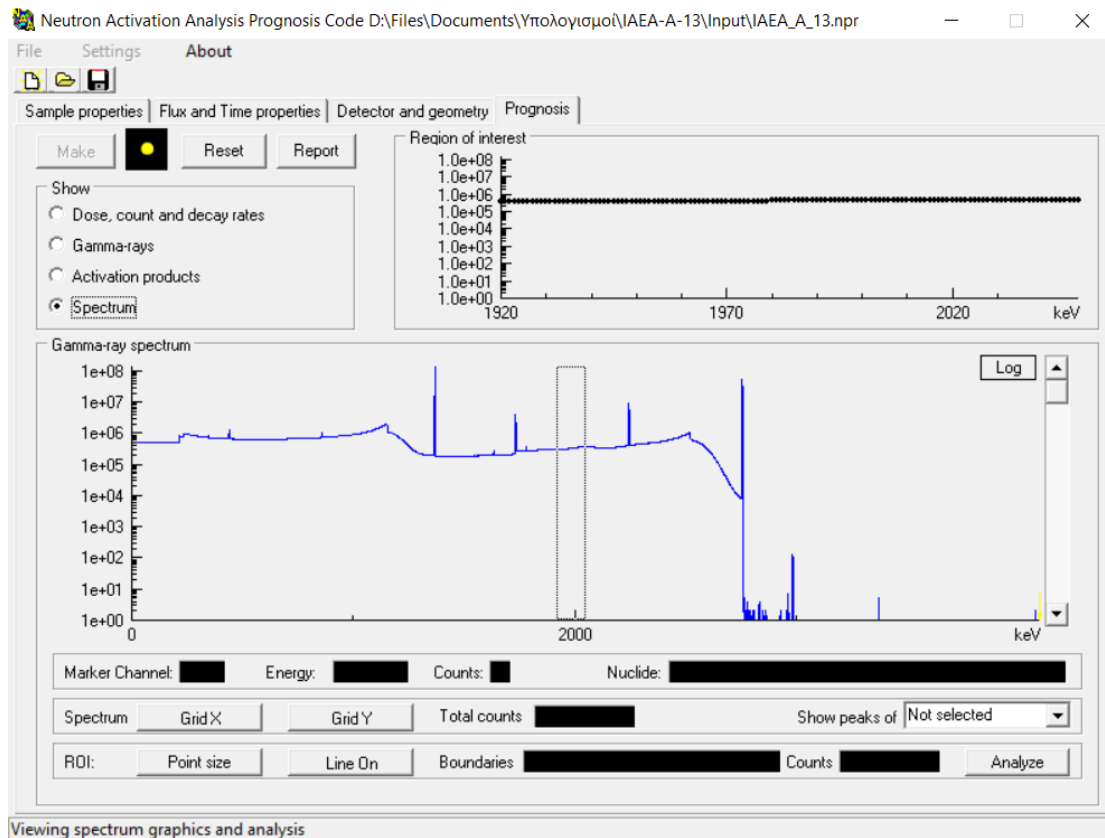 Neutron Activation Analysis Prognosis Code D:\Files\Documents\Υπολογισμοί\IAEA-A-13\Input\IAEA_A_13.npr
File Settings About
Sample properties Flux and Time properties Detector and geometry Prognosis
Make Reset Report
Show
Dose, count and decay rates
Gamma-rays
Activation products
Spectrum
Region of interest
1.0e+08
1.0e+07
1.0e+06
1.0e+05
1.0e+04
1.0e+03
1.0e+02
1.0e+01
1.0e+00
1920 1970 2020 keV
Gamma-ray spectrum
Log
1e+08
1e+07
1e+06
1e+05
1e+04
1e+03
1e+02
1e+01
1e+00
0 2000 keV
Marker Channel: Energy: Counts: Nuclide:
Spectrum Grid X Grid Y Total counts Show peaks of Not selected
ROI: Point size Line On Boundaries Counts Analyze
Viewing spectrum graphics and analysis